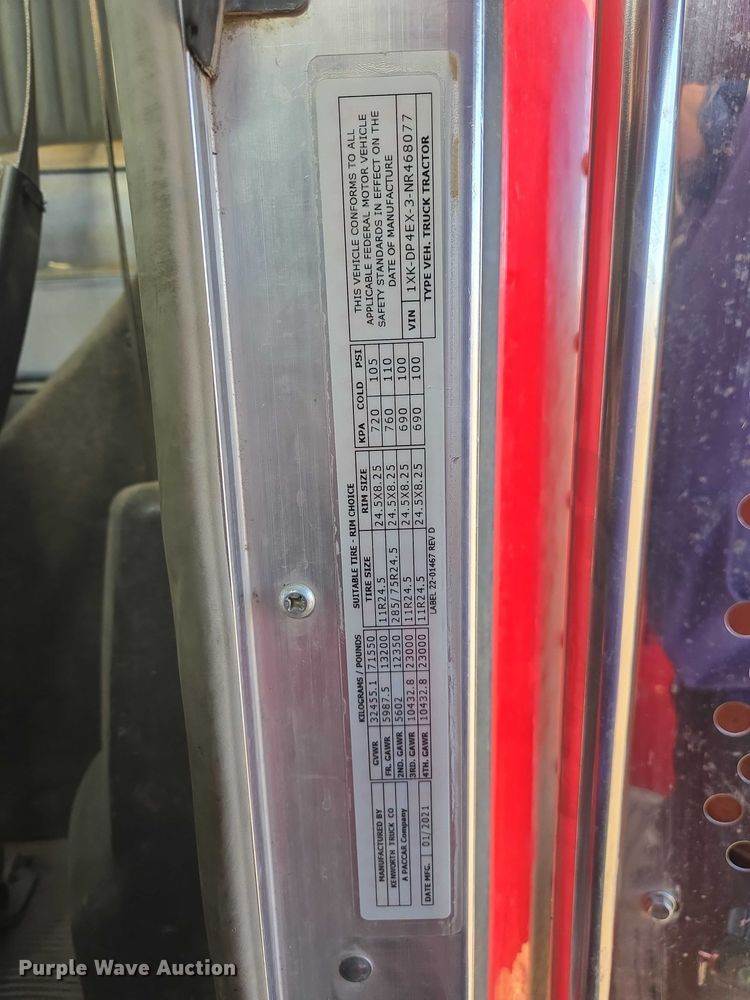 MANUFACTURED BY
KENWORTH TRUCK CO
A PACCAR Company
DATE MFG. 01/2021
KILOGRAMS / POUNDS SUITABLE TIRE - RIM CHOICE
GVWR 32455.1 71550 TIRE SIZE RIM SIZE KPA COLD PSI
FR. GAWR 5987.5 13200 11R24.5 24.5X8.25 720 105
2ND. GAWR 5602 12350 285/75R24.5 24.5X8.25 760 110
3RD. GAWR 10432.8 23000 11R24.5 24.5X8.25 690 100
4TH. GAWR 10432.8 23000 11R24.5 24.5X8.25 690 100
LABEL 22-01467 REV D
THIS VEHICLE CONFORMS TO ALL
APPLICABLE FEDERAL MOTOR VEHICLE
SAFETY STANDARDS IN EFFECT ON THE
DATE OF MANUFACTURE
VIN 1XK-DP4EX-3-NR468077
TYPE VEH. TRUCK TRACTOR
Purple Wave Auction